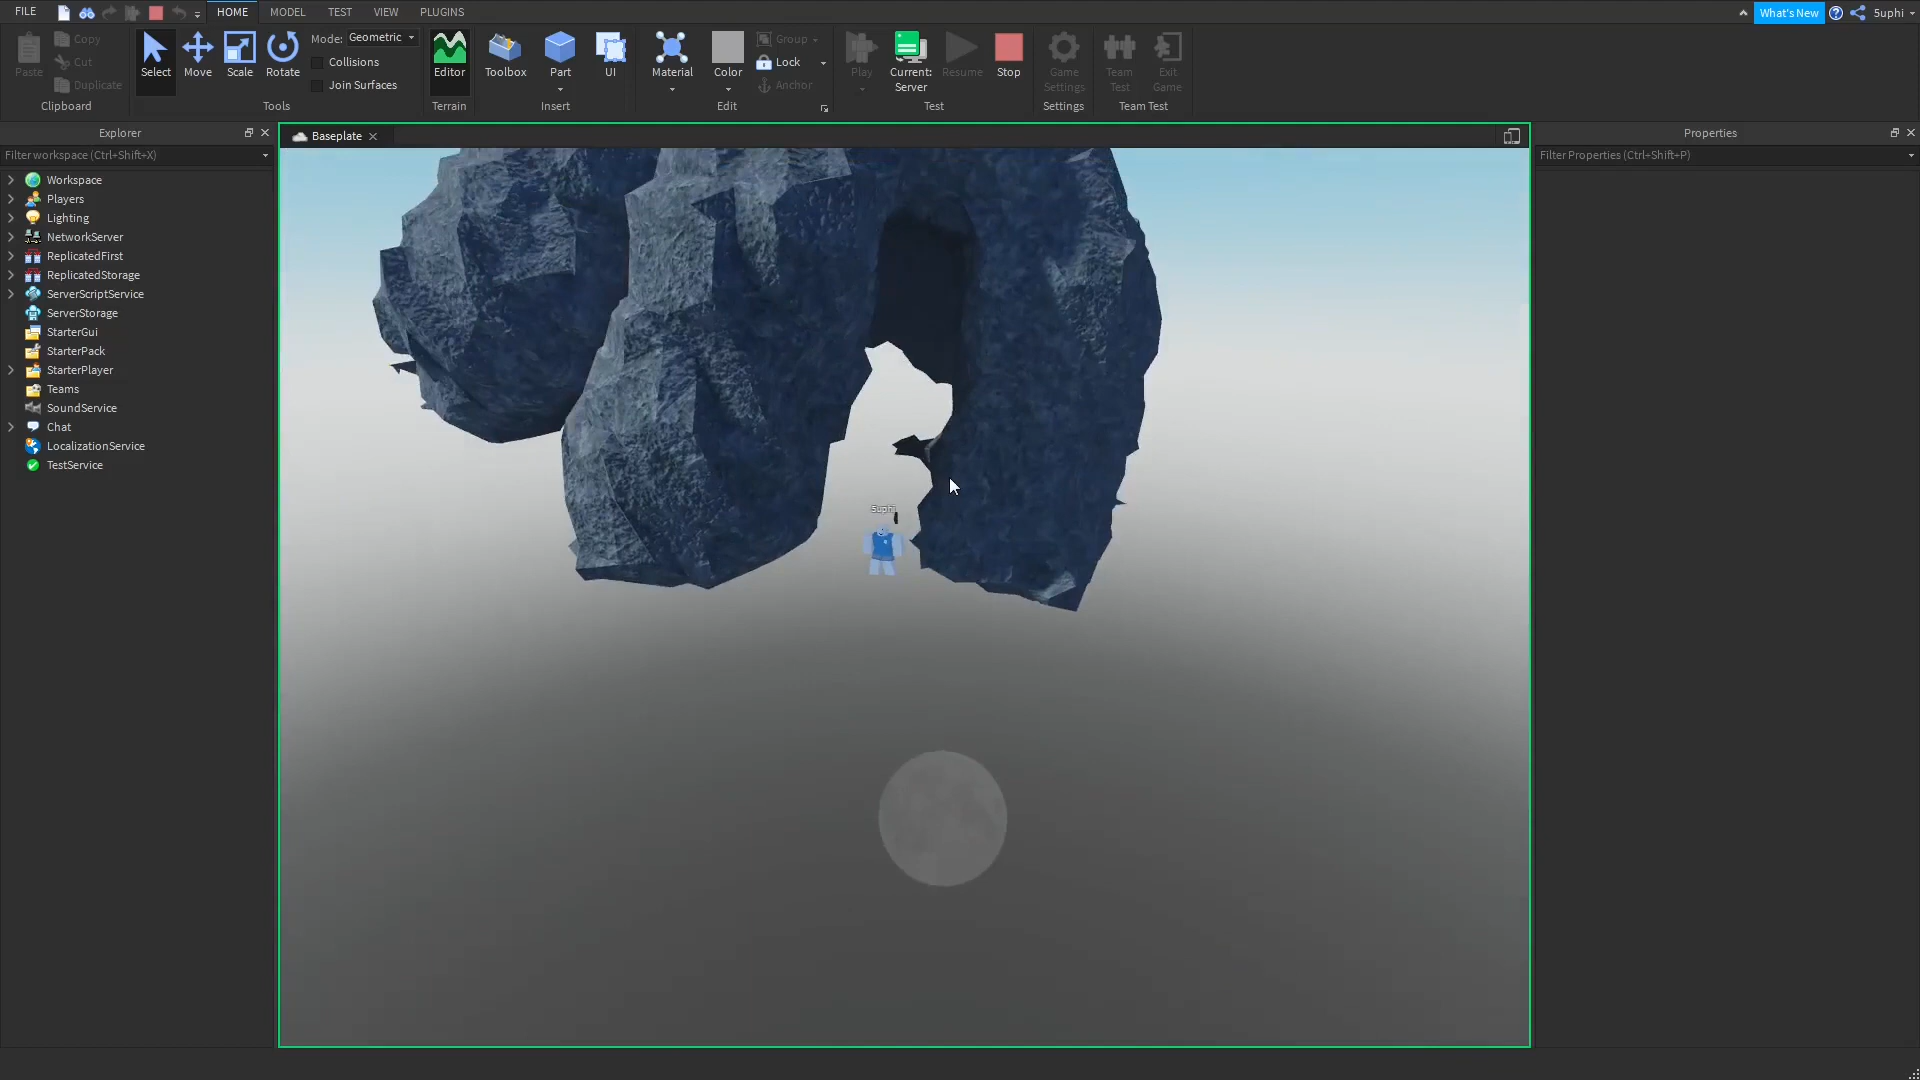 FILE
HOME
MODEL
TEST
VIEW
PLUGINS
What's New
5uphi
Paste
Copy
Cut
Duplicate
Clipboard
Select
Move
Scale
Rotate
Mode: Geometric
Collisions
Join Surfaces
Tools
Editor
Terrain
Toolbox
Part
UI
Insert
Material
Color
Group
Lock
Anchor
Edit
Play
Current:
Server
Resume
Stop
Test
Game
Settings
Settings
Team
Test
Exit
Game
Team Test
Explorer
Filter workspace (Ctrl+Shift+X)
Workspace
Players
Lighting
NetworkServer
ReplicatedFirst
ReplicatedStorage
ServerScriptService
ServerStorage
StarterGui
StarterPack
StarterPlayer
Teams
SoundService
Chat
LocalizationService
TestService
Baseplate
5uphi
Properties
Filter Properties (Ctrl+Shift+P)